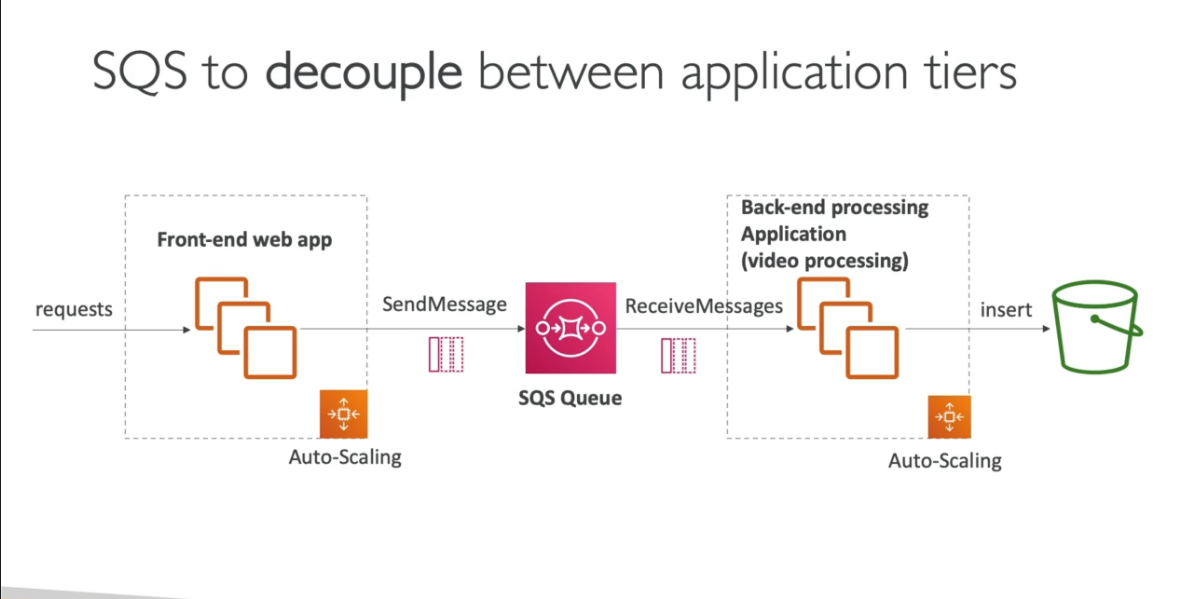 SQS to decouple between application tiers
Front-end web app
requests
Auto-Scaling
SendMessage
SQS Queue
ReceiveMessages
Back-end processing
Application
(video processing)
Auto-Scaling
insert